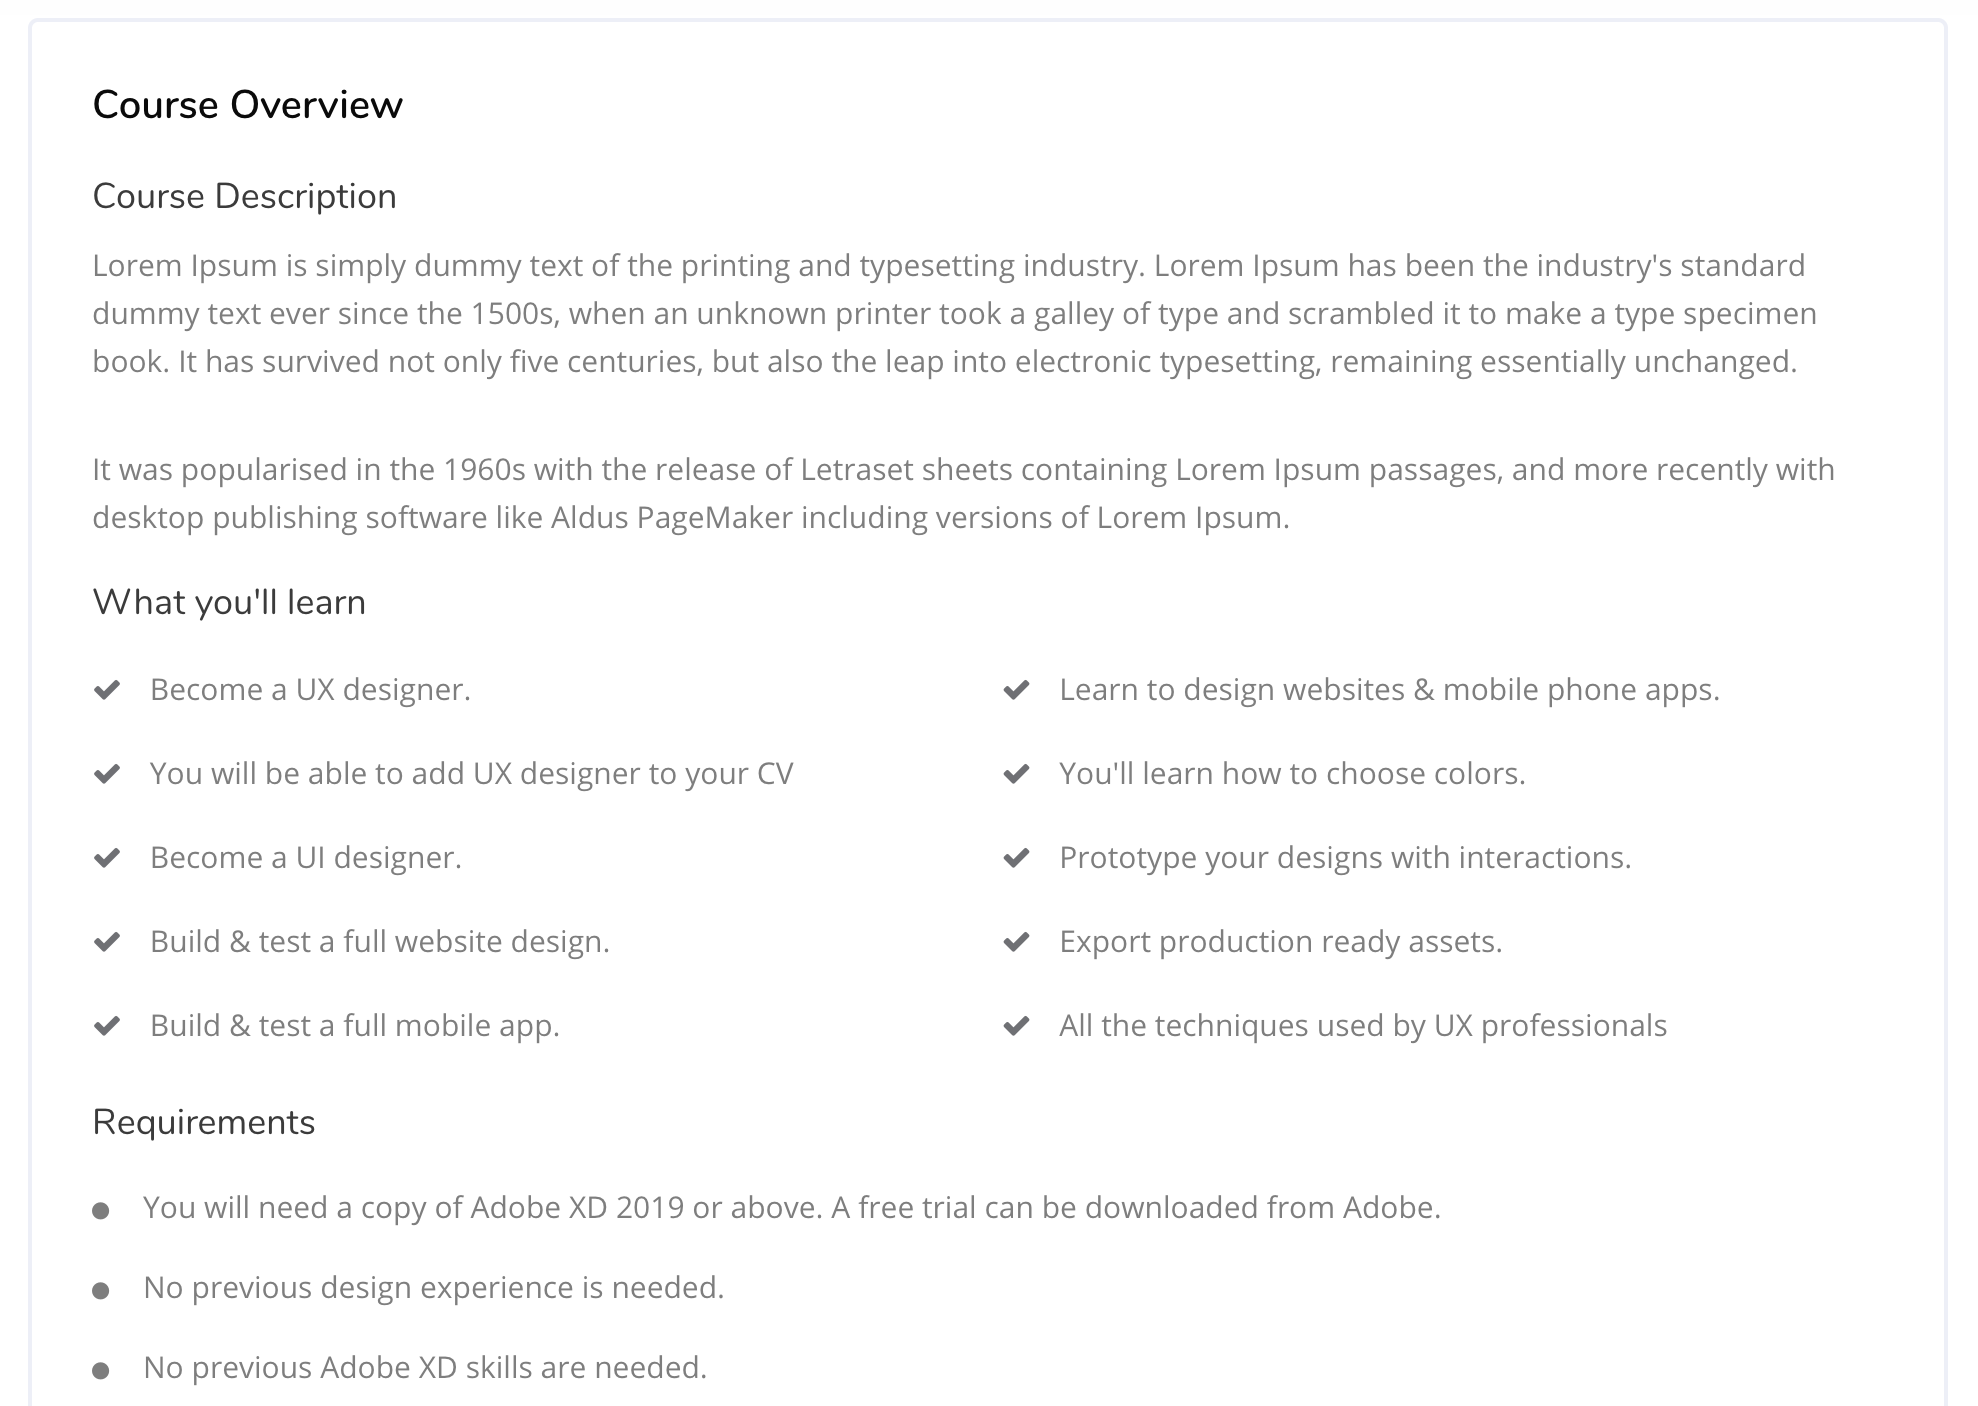 Course Overview
Course Description
Lorem Ipsum is simply dummy text of the printing and typesetting industry. Lorem Ipsum has been the industry's standard
dummy text ever since the 1500s, when an unknown printer took a galley of type and scrambled it to make a type specimen
book. It has survived not only five centuries, but also the leap into electronic typesetting, remaining essentially unchanged.
It was popularised in the 1960s with the release of Letraset sheets containing Lorem Ipsum passages, and more recently with
desktop publishing software like Aldus PageMaker including versions of Lorem Ipsum.
What you'll learn
Become a UX designer.
You will be able to add UX designer to your CV
Become a UI designer.
Build & test a full website design.
Build & test a full mobile app.
Learn to design websites & mobile phone apps.
You'll learn how to choose colors.
Prototype your designs with interactions.
Export production ready assets.
All the techniques used by UX professionals
Requirements
You will need a copy of Adobe XD 2019 or above. A free trial can be downloaded from Adobe.
No previous design experience is needed.
No previous Adobe XD skills are needed.